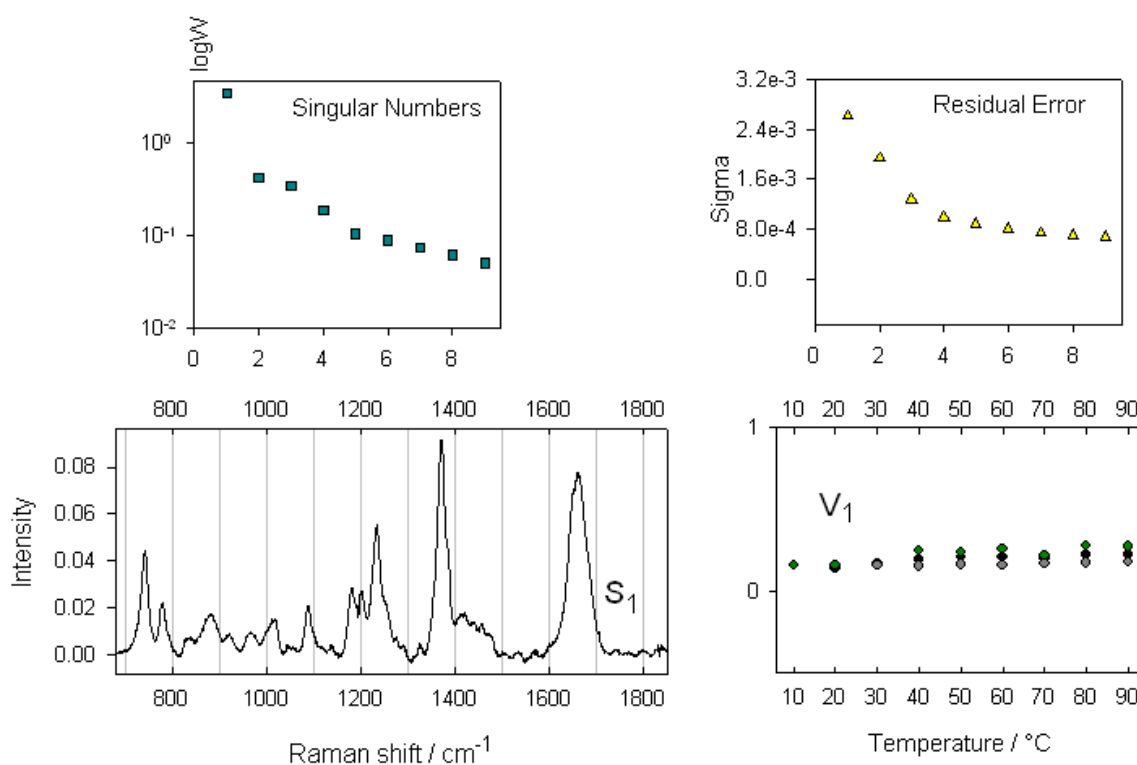 logW
Singular Numbers
10⁰
10⁻¹
10⁻²
0 2 4 6 8
3.2e-3
2.4e-3
1.6e-3
8.0e-4
0.0
Sigma
Residual Error
0 2 4 6 8
800 1000 1200 1400 1600 1800
0.08
0.06
0.04
0.02
0.00
Intensity
S₁
800 1000 1200 1400 1600 1800
Raman shift / cm⁻¹
10 20 30 40 50 60 70 80 90
1
0
V₁
10 20 30 40 50 60 70 80 90
Temperature / °C